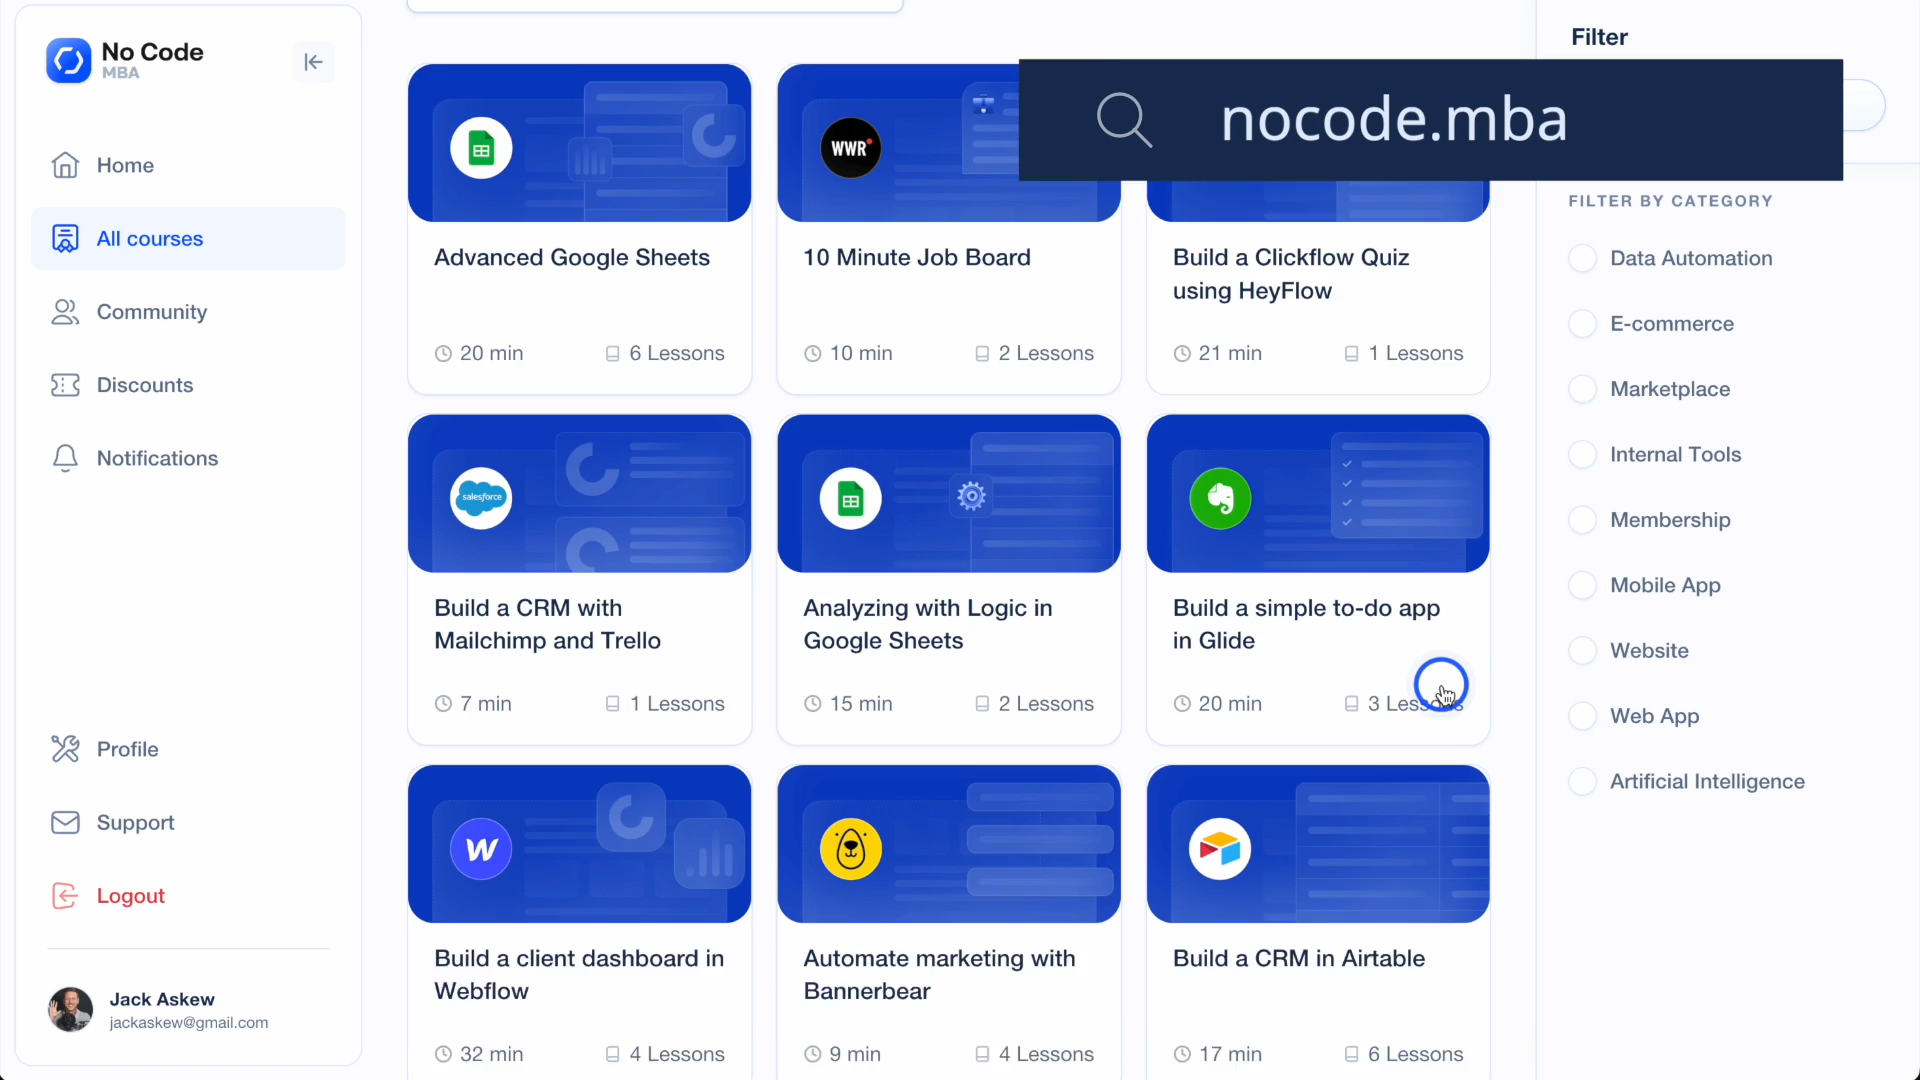 No Code
MBA
Home
All courses
Community
Discounts
Notifications
Profile
Support
Logout
Jack Askew
jackaskew@gmail.com
nocode.mba
Advanced Google Sheets
20 min
6 Lessons
WWR
10 Minute Job Board
10 min
2 Lessons
Build a Clickflow Quiz
using HeyFlow
21 min
1 Lessons
salesforce
Build a CRM with
Mailchimp and Trello
7 min
1 Lessons
Analyzing with Logic in
Google Sheets
15 min
2 Lessons
Build a simple to-do app
in Glide
20 min
3 Lessons
Build a client dashboard in
Webflow
32 min
4 Lessons
Automate marketing with
Bannerbear
9 min
4 Lessons
Build a CRM in Airtable
17 min
6 Lessons
Filter
FILTER BY CATEGORY
Data Automation
E-commerce
Marketplace
Internal Tools
Membership
Mobile App
Website
Web App
Artificial Intelligence